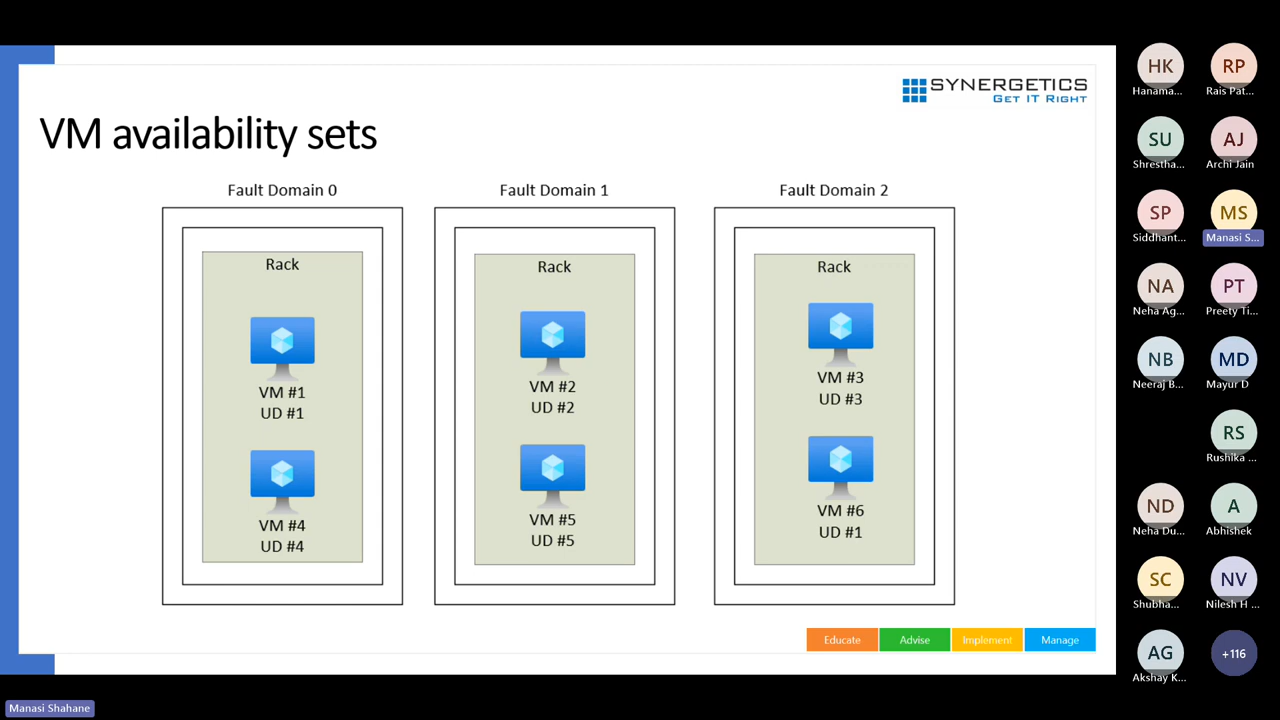 SYNERGETICS
GET IT RIGHT
VM availability sets
Fault Domain 0
Fault Domain 1
Fault Domain 2
Rack
VM #1
UD #1
VM #4
UD #4
Rack
VM #2
UD #2
VM #5
UD #5
Rack
VM #3
UD #3
VM #6
UD #1
Educate
Advise
Implement
Manage
HK
Hanama...
RP
Rais Pat...
SU
Shrestha...
AJ
Archi Jain
SP
Siddhant...
MS
Manasi S...
NA
Neha Ag...
PT
Preety Ti...
NB
Neeraj B...
MD
Mayur D
RS
Rushika ...
ND
Neha Du...
A
Abhishek
SC
Shubha...
NV
Nilesh H ...
AG
Akshay K...
+116
Manasi Shahane